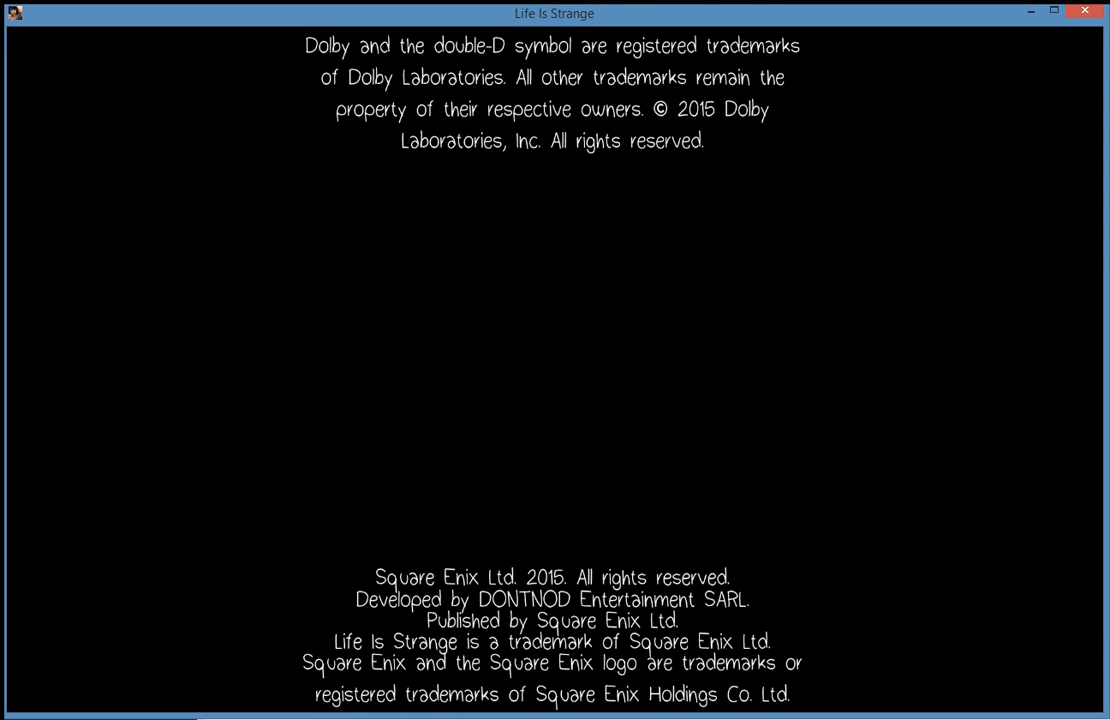 Life Is Strange
Dolby and the double-D symbol are registered trademarks
of Dolby Laboratories. All other trademarks remain the
property of their respective owners. © 2015 Dolby
Laboratories, Inc. All rights reserved.
Square Enix Ltd. 2015. All rights reserved.
Developed by DONTNOD Entertainment SARL.
Published by Square Enix Ltd.
Life Is Strange is a trademark of Square Enix Ltd.
Square Enix and the Square Enix logo are trademarks or
registered trademarks of Square Enix Holdings Co. Ltd.